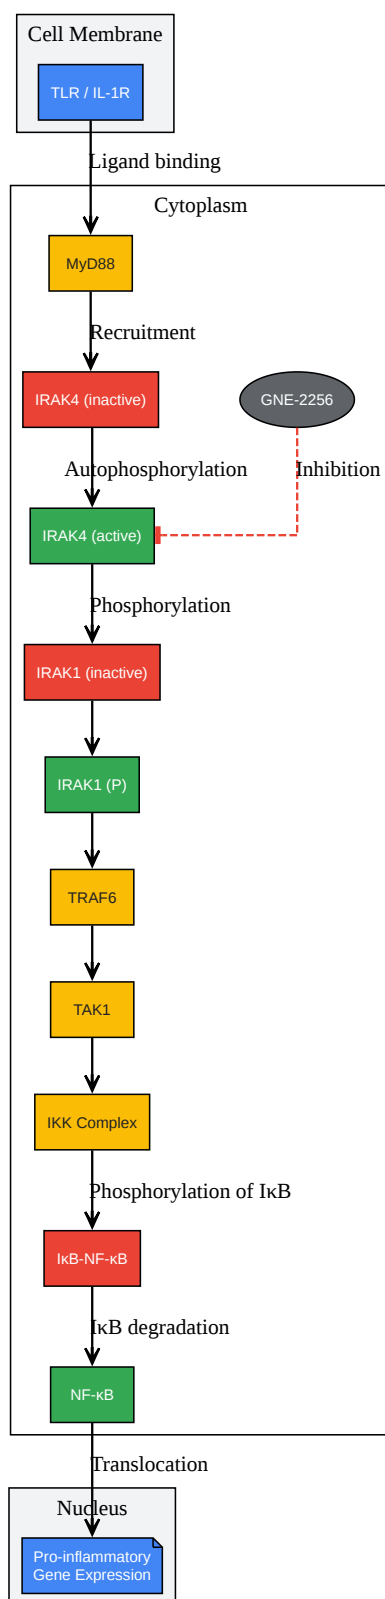 Cell Membrane
TLR / IL-1R
Ligand binding
Cytoplasm
MyD88
Recruitment
IRAK4 (inactive)
GNE-2256
Autophosphorylation
Inhibition
IRAK4 (active)
Phosphorylation
IRAK1 (inactive)
IRAK1 (P)
TRAF6
TAK1
IKK Complex
Phosphorylation of IκB
IκB-NF-κB
IκB degradation
NF-κB
Translocation
Nucleus
Pro-inflammatory
Gene Expression